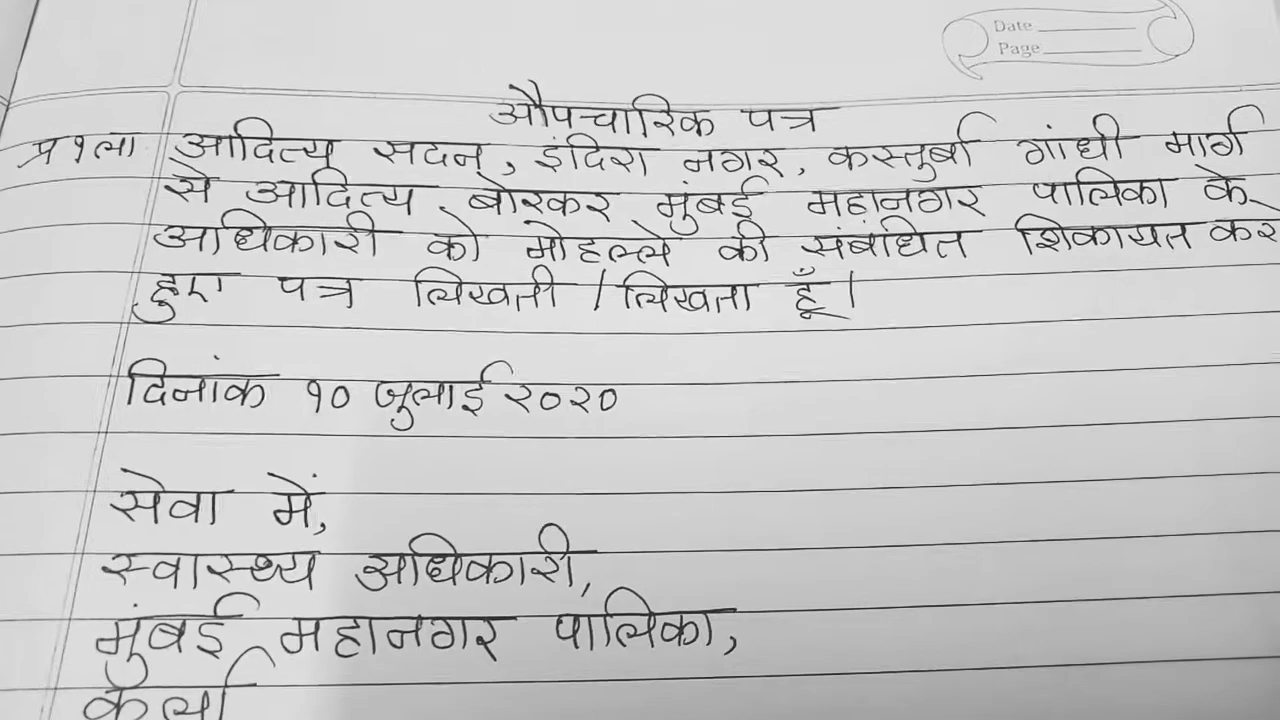 Date
Page
औपचारिक पत्र
प्र १ला आदित्य सदन, इंदिरा नगर, कस्तुर्बा गांधी मार्ग
से आदित्य बोरकर मुंबई महानगर पालिका के
अधिकारी को मोहल्ले की संबंधित शिकायत कर
हुए पत्र लिखती / लिखता हूँ।
दिनांक १० जुलाई २०२०
सेवा में,
स्वास्थ्य अधिकारी,
मुंबई महानगर पालिका,